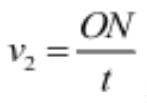 v₂ = ON / t